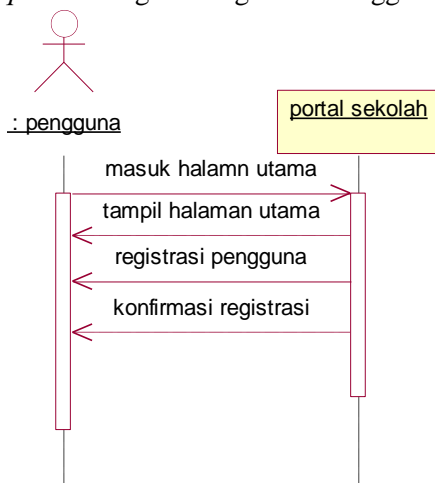 : pengguna
portal sekolah
masuk halamn utama
tampil halaman utama
registrasi pengguna
konfirmasi registrasi